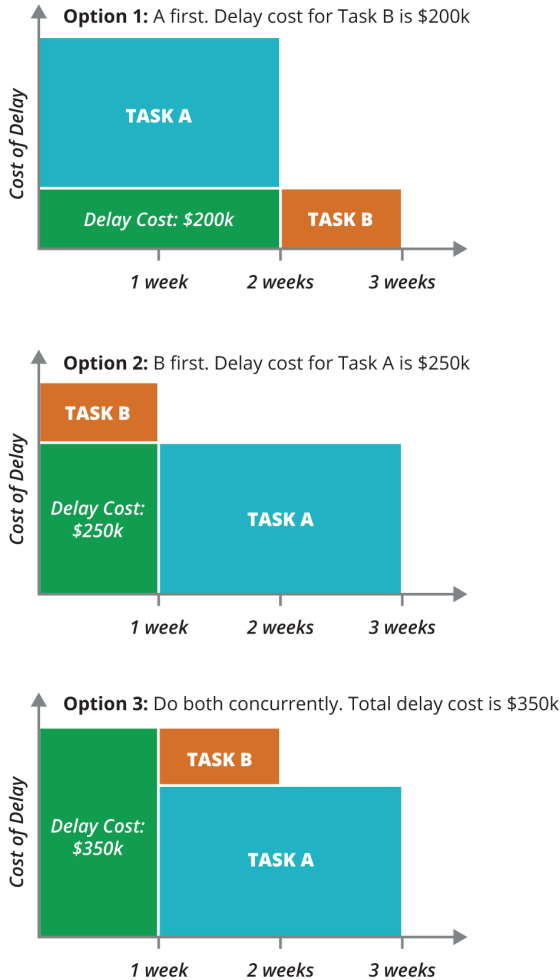 Option 1: A first. Delay cost for Task B is $200k
Cost of Delay
TASK A
Delay Cost: $200k
TASK B
1 week
2 weeks
3 weeks
Option 2: B first. Delay cost for Task A is $250k
Cost of Delay
TASK B
Delay Cost:
$250k
TASK A
1 week
2 weeks
3 weeks
Option 3: Do both concurrently. Total delay cost is $350k
Cost of Delay
TASK B
Delay Cost:
$350k
TASK A
1 week
2 weeks
3 weeks